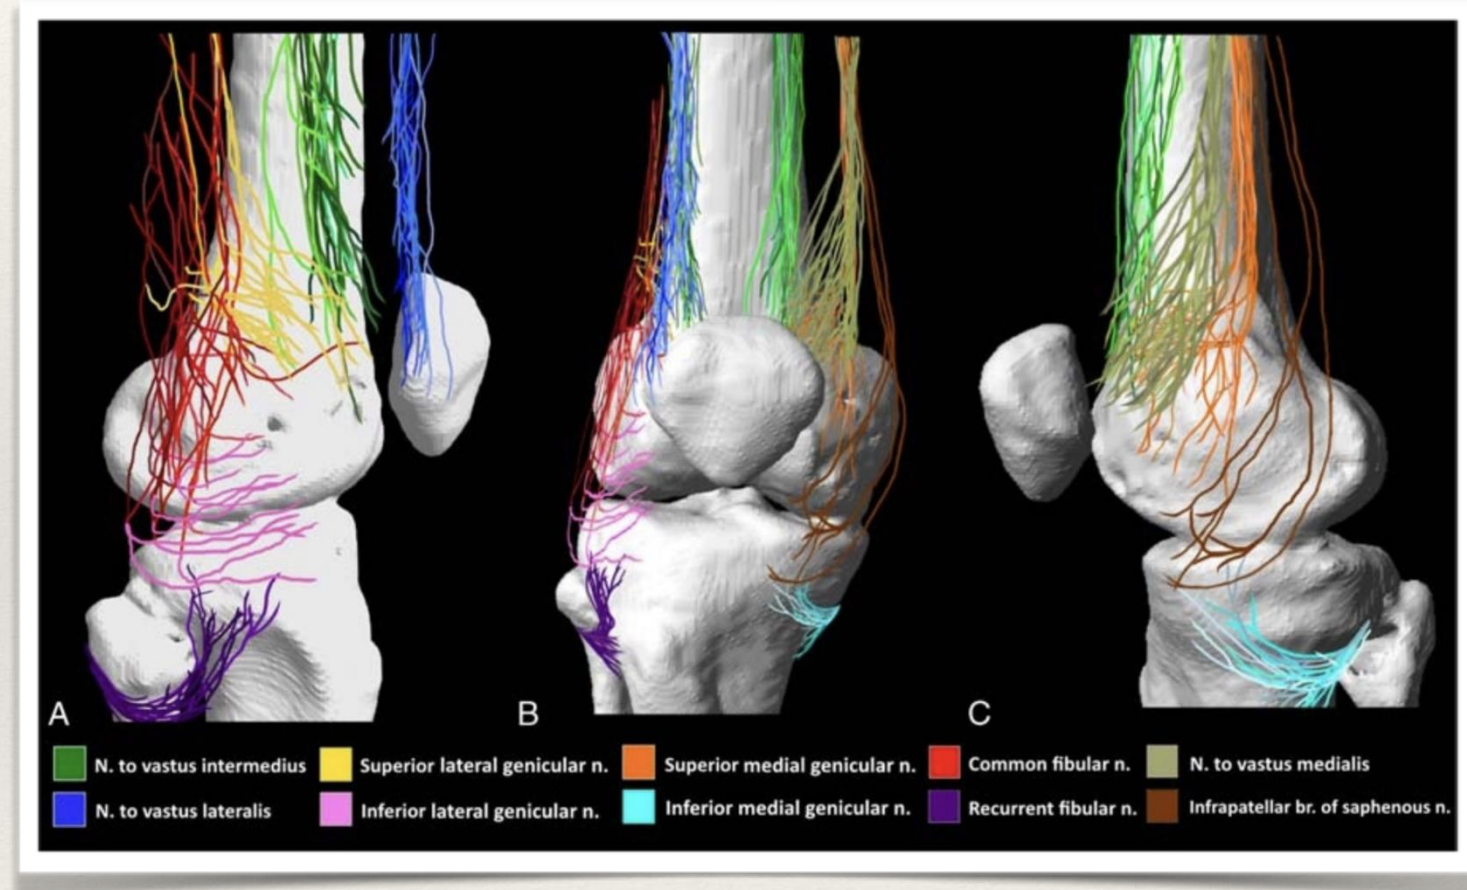 A B C
N. to vastus intermedius Superior lateral genicular n. Superior medial genicular n. Common fibular n. N. to vastus medialis
N. to vastus lateralis Inferior lateral genicular n. Inferior medial genicular n. Recurrent fibular n. Infrapatellar br. of saphenous n.